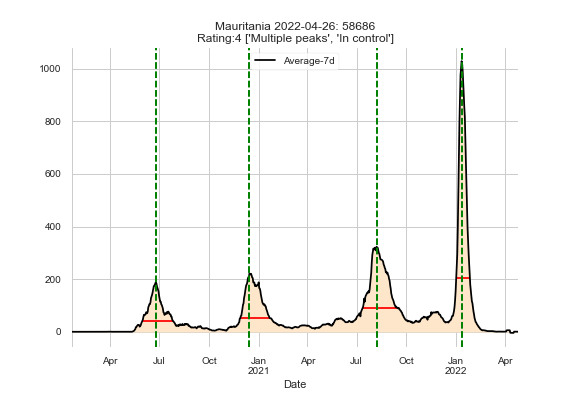 Mauritania 2022-04-26: 58686
Rating:4 ['Multiple peaks', 'In control']
Average-7d
1000
800
600
400
200
0
Apr Jul Oct Jan Apr Jul Oct Jan Apr
2021 2022
Date